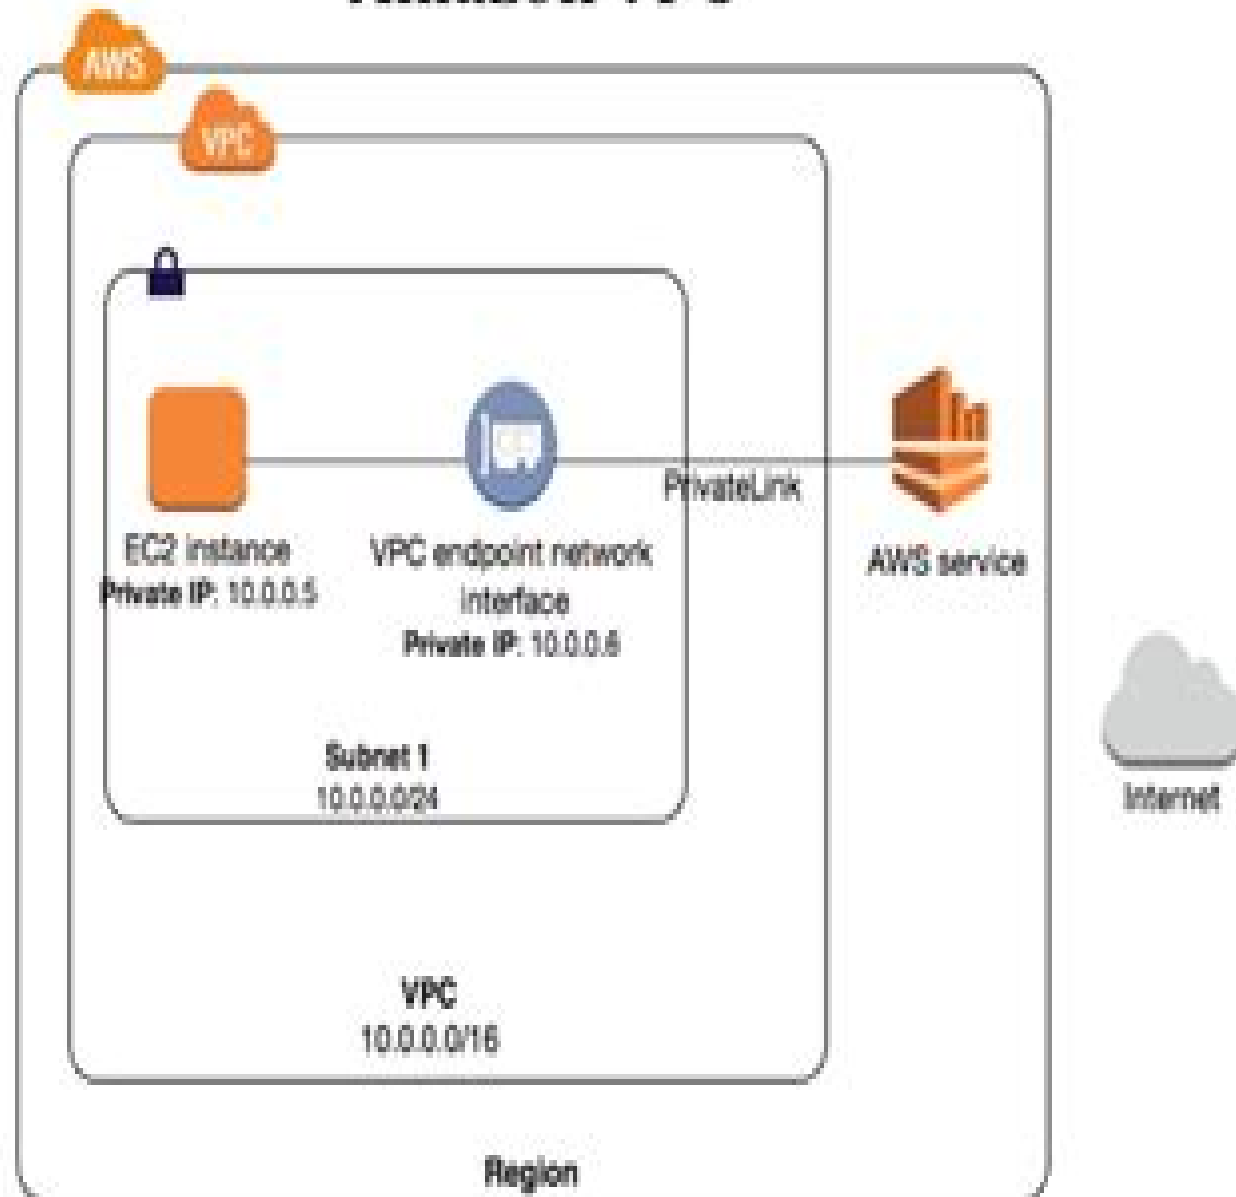 AWS
VPC
PrivateLink
EC2 instance
Private IP: 10.0.0.5
VPC endpoint network
interface
Private IP: 10.0.0.6
AWS service
Subnet 1
10.0.0.0/24
Internet
VPC
10.0.0.0/16
Region